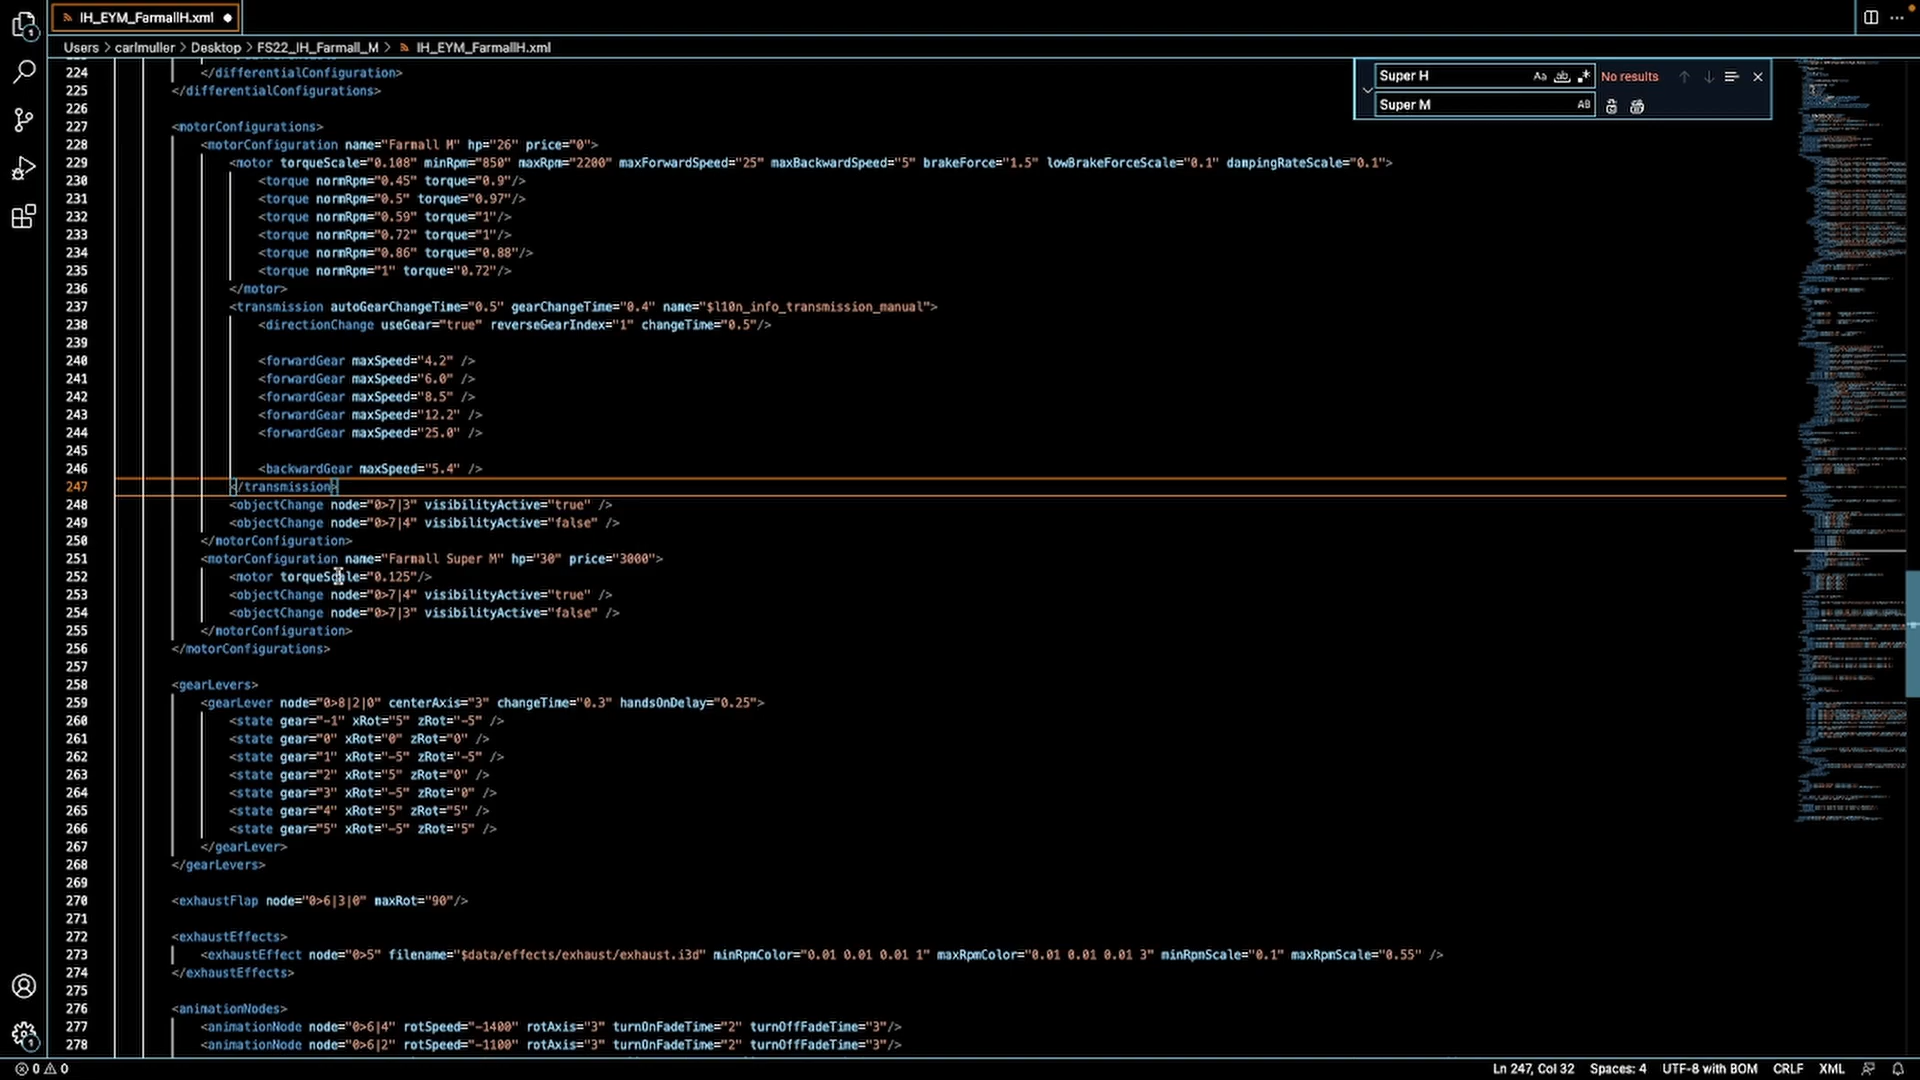 IH_EYM_FarmallH.xml
Users > carlmuller > Desktop > FS22_IH_Farmall_M > IH_EYM_FarmallH.xml
Super H
Aa ab .* No results
Super M
AB
224 </differentialConfiguration>
225 </differentialConfigurations>
226
227 <motorConfigurations>
228 <motorConfiguration name="Farmall M" hp="26" price="0">
229 <motor torqueScale="0.108" minRpm="850" maxRpm="2200" maxForwardSpeed="25" maxBackwardSpeed="5" brakeForce="1.5" lowBrakeForceScale="0.1" dampingRateScale="0.1">
230 <torque normRpm="0.45" torque="0.9"/>
231 <torque normRpm="0.5" torque="0.97"/>
232 <torque normRpm="0.59" torque="1"/>
233 <torque normRpm="0.72" torque="1"/>
234 <torque normRpm="0.86" torque="0.88"/>
235 <torque normRpm="1" torque="0.72"/>
236 </motor>
237 <transmission autoGearChangeTime="0.5" gearChangeTime="0.4" name="$l10n_info_transmission_manual">
238 <directionChange useGear="true" reverseGearIndex="1" changeTime="0.5"/>
239
240 <forwardGear maxSpeed="4.2" />
241 <forwardGear maxSpeed="6.0" />
242 <forwardGear maxSpeed="8.5" />
243 <forwardGear maxSpeed="12.2" />
244 <forwardGear maxSpeed="25.0" />
245
246 <backwardGear maxSpeed="5.4" />
247 </transmission>
248 <objectChange node="0>7|3" visibilityActive="true" />
249 <objectChange node="0>7|4" visibilityActive="false" />
250 </motorConfiguration>
251 <motorConfiguration name="Farmall Super M" hp="30" price="3000">
252 <motor torqueScale="0.125"/>
253 <objectChange node="0>7|4" visibilityActive="true" />
254 <objectChange node="0>7|3" visibilityActive="false" />
255 </motorConfiguration>
256 </motorConfigurations>
257
258 <gearLevers>
259 <gearLever node="0>8|2|0" centerAxis="3" changeTime="0.3" handsOnDelay="0.25">
260 <state gear="-1" xRot="5" zRot="-5" />
261 <state gear="0" xRot="0" zRot="0" />
262 <state gear="1" xRot="-5" zRot="-5" />
263 <state gear="2" xRot="5" zRot="0" />
264 <state gear="3" xRot="-5" zRot="0" />
265 <state gear="4" xRot="5" zRot="5" />
266 <state gear="5" xRot="-5" zRot="5" />
267 </gearLever>
268 </gearLevers>
269
270 <exhaustFlap node="0>6|3|0" maxRot="90"/>
271
272 <exhaustEffects>
273 <exhaustEffect node="0>5" filename="$data/effects/exhaust/exhaust.i3d" minRpmColor="0.01 0.01 0.01 1" maxRpmColor="0.01 0.01 0.01 3" minRpmScale="0.1" maxRpmScale="0.55" />
274 </exhaustEffects>
275
276 <animationNodes>
277 <animationNode node="0>6|4" rotSpeed="-1400" rotAxis="3" turnOnFadeTime="2" turnOffFadeTime="3"/>
278 <animationNode node="0>6|2" rotSpeed="-1100" rotAxis="3" turnOnFadeTime="2" turnOffFadeTime="3"/>
0 0 Ln 247, Col 32 Spaces: 4 UTF-8 with BOM CRLF XML